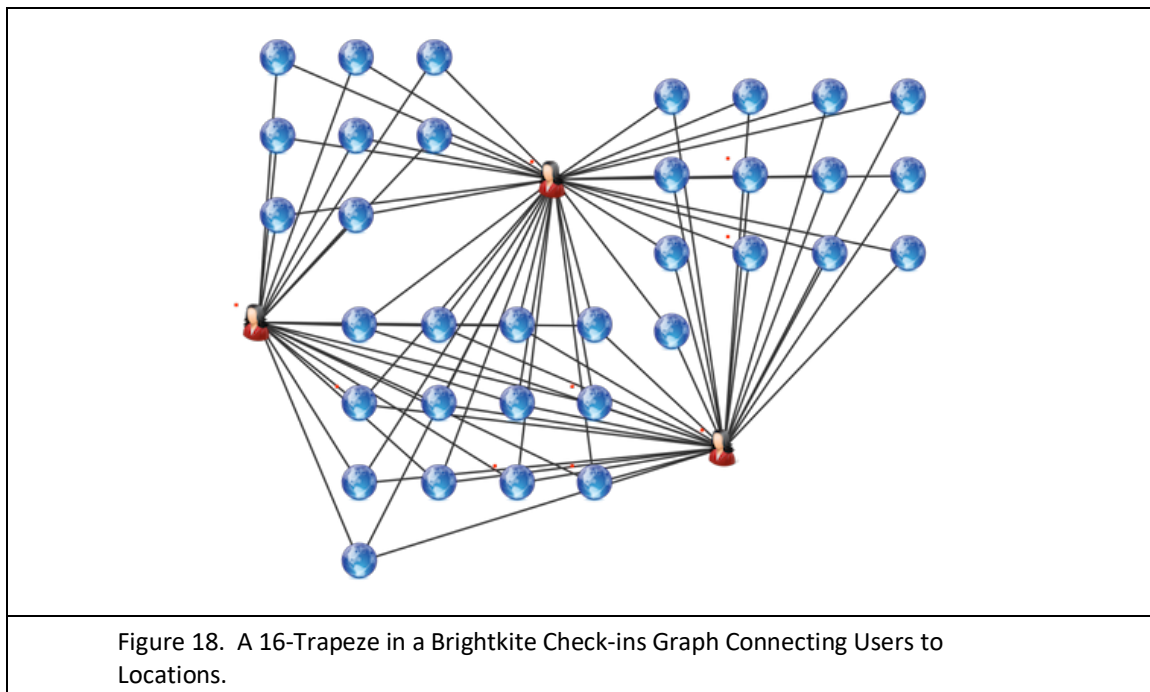 Figure 18.  A 16-Trapeze in a Brightkite Check-ins Graph Connecting Users to
Locations.